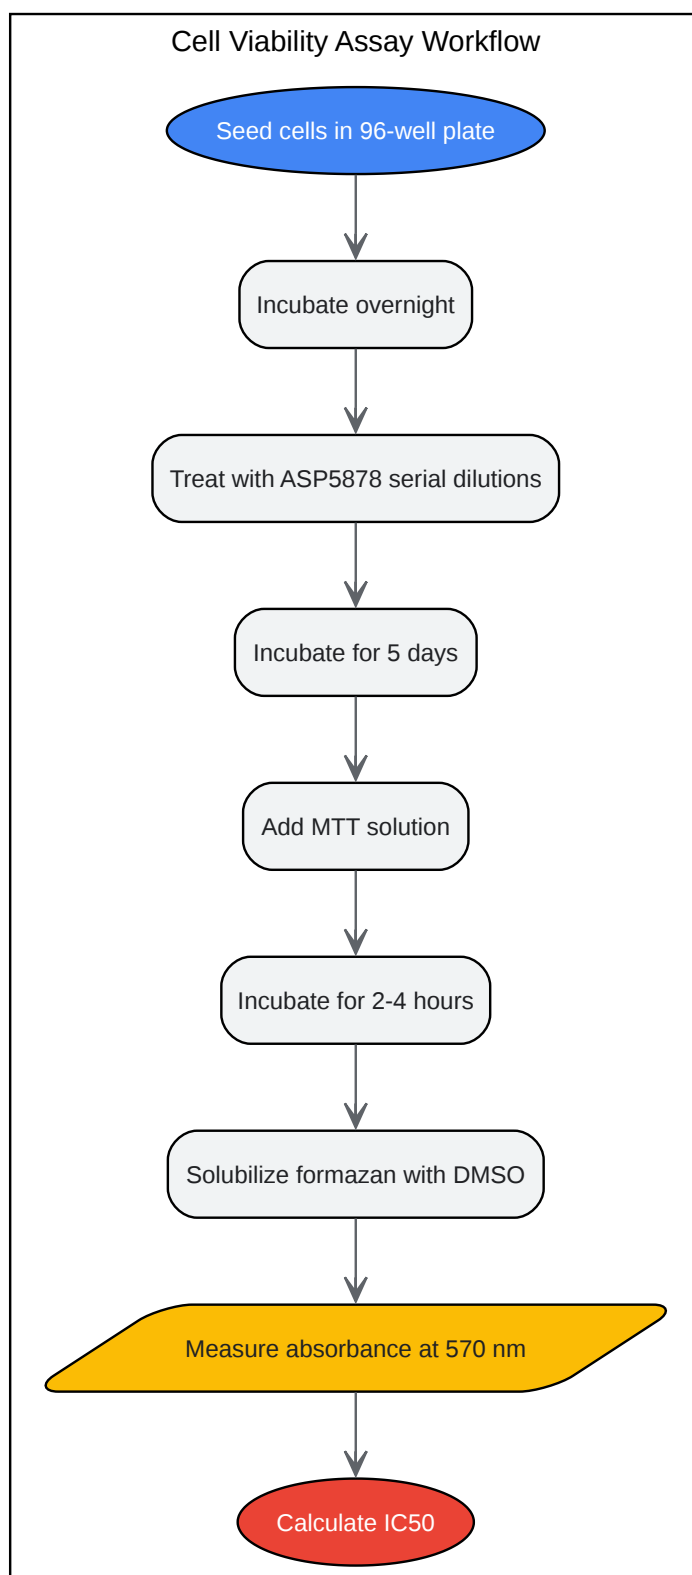 Cell Viability Assay Workflow
Seed cells in 96-well plate
Incubate overnight
Treat with ASP5878 serial dilutions
Incubate for 5 days
Add MTT solution
Incubate for 2-4 hours
Solubilize formazan with DMSO
Measure absorbance at 570 nm
Calculate IC50